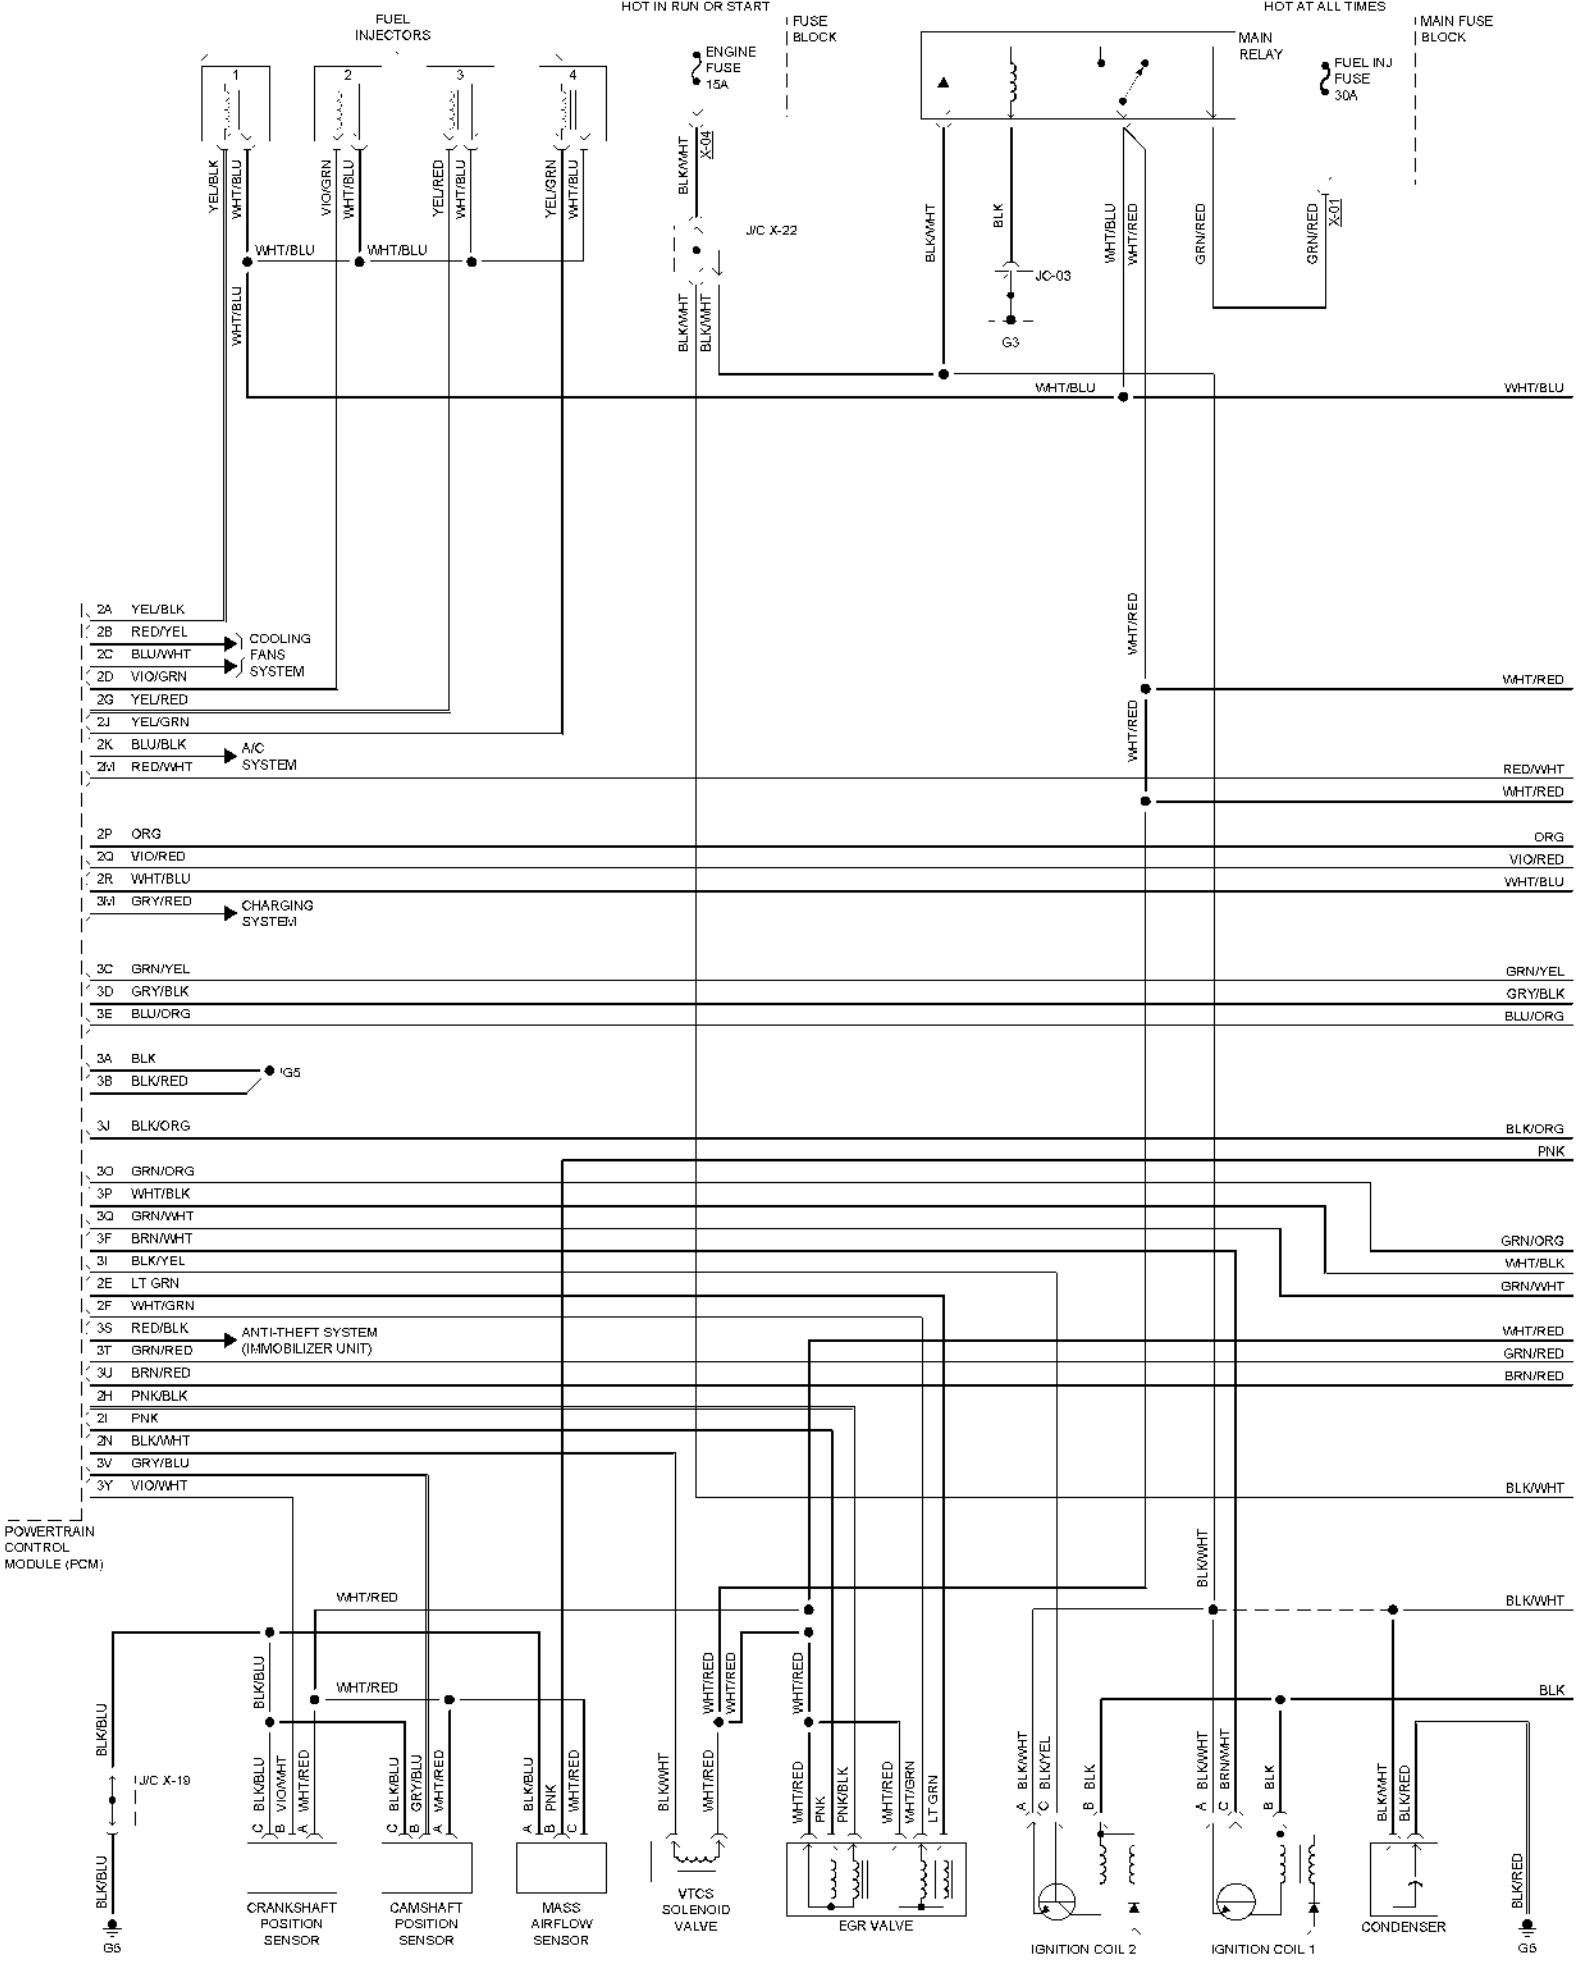 HOT IN RUN OR START
HOT AT ALL TIMES
FUEL
INJECTORS
FUSE
BLOCK
MAIN FUSE
BLOCK
ENGINE
FUSE
15A
MAIN
RELAY
FUEL INJ
FUSE
30A
1
2
3
4
X-04
X-01
YEL/BLK
WHT/BLU
VIO/GRN
WHT/BLU
YEL/RED
WHT/BLU
YEL/GRN
WHT/BLU
BLK/WHT
BLK/WHT
BLK
WHT/BLU
WHT/RED
GRN/RED
GRN/RED
J/C X-22
WHT/BLU
WHT/BLU
JC-03
WHT/BLU
BLK/WHT
BLK/WHT
G3
WHT/BLU
WHT/BLU
WHT/RED
2A YEL/BLK
2B RED/YEL
2C BLU/WHT
COOLING
FANS
SYSTEM
2D VIO/GRN
WHT/RED
2G YEL/RED
2J YEL/GRN
WHT/RED
2K BLU/BLK
A/C
SYSTEM
2M RED/WHT
RED/WHT
WHT/RED
2P ORG
ORG
2Q VIO/RED
VIO/RED
2R WHT/BLU
WHT/BLU
3M GRY/RED
CHARGING
SYSTEM
3C GRN/YEL
GRN/YEL
3D GRY/BLK
GRY/BLK
3E BLU/ORG
BLU/ORG
3A BLK
G5
3B BLK/RED
3J BLK/ORG
BLK/ORG
PNK
3O GRN/ORG
3P WHT/BLK
3Q GRN/WHT
3F BRN/WHT
GRN/ORG
3I BLK/YEL
WHT/BLK
2E LT GRN
GRN/WHT
2F WHT/GRN
3S RED/BLK
ANTI-THEFT SYSTEM
(IMMOBILIZER UNIT)
WHT/RED
3T GRN/RED
GRN/RED
3U BRN/RED
BRN/RED
2H PNK/BLK
2I PNK
2N BLK/WHT
3V GRY/BLU
3Y VIO/WHT
BLK/WHT
POWERTRAIN
CONTROL
MODULE (PCM)
BLK/WHT
WHT/RED
BLK/WHT
BLK/BLU
WHT/RED
WHT/RED
WHT/RED
WHT/RED
BLK
BLK/BLU
J/C X-19
C BLK/BLU
B VIO/WHT
A WHT/RED
C BLK/BLU
B GRY/BLU
A WHT/RED
A BLK/BLU
B PNK
C WHT/RED
BLK/WHT
WHT/RED
WHT/RED
PNK
PNK/BLK
WHT/RED
WHT/GRN
LT GRN
A BLK/WHT
C BLK/YEL
B BLK
A BLK/WHT
C BRN/WHT
B BLK
BLK/WHT
BLK/RED
BLK/BLU
BLK/RED
CRANKSHAFT
POSITION
SENSOR
CAMSHAFT
POSITION
SENSOR
MASS
AIRFLOW
SENSOR
VTCS
SOLENOID
VALVE
EGR VALVE
CONDENSER
IGNITION COIL 2
IGNITION COIL 1
G5
G5